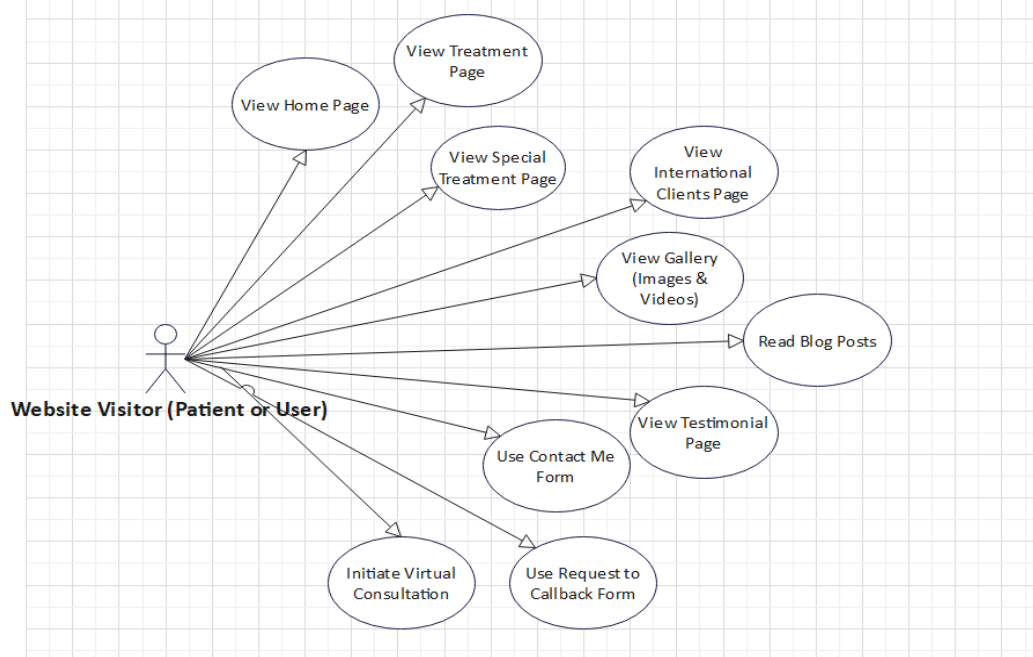 View Treatment
Page
View Home Page
View Special
Treatment Page
View
International
Clients Page
View Gallery
(Images &
Videos)
Read Blog Posts
Website Visitor (Patient or User)
View Testimonial
Page
Use Contact Me
Form
Initiate Virtual
Consultation
Use Request to
Callback Form